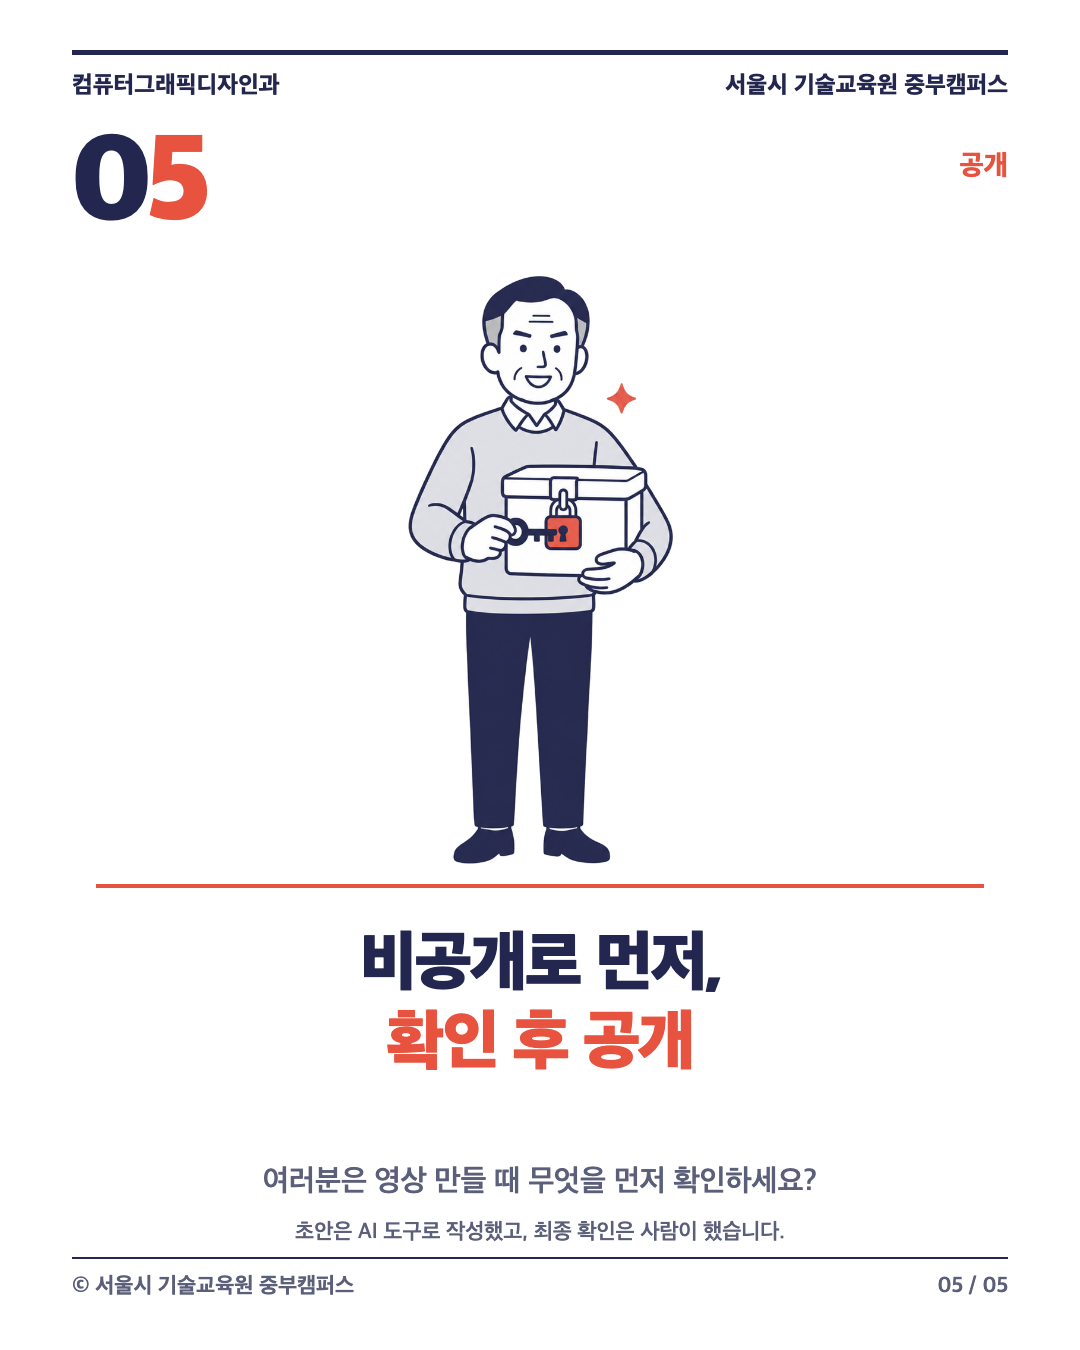 컴퓨터그래픽디자인과
서울시 기술교육원 중부캠퍼스
05
공개
비공개로 먼저,
확인 후 공개
여러분은 영상 만들 때 무엇을 먼저 확인하세요?
초안은 AI 도구로 작성했고, 최종 확인은 사람이 했습니다.
© 서울시 기술교육원 중부캠퍼스
05 / 05